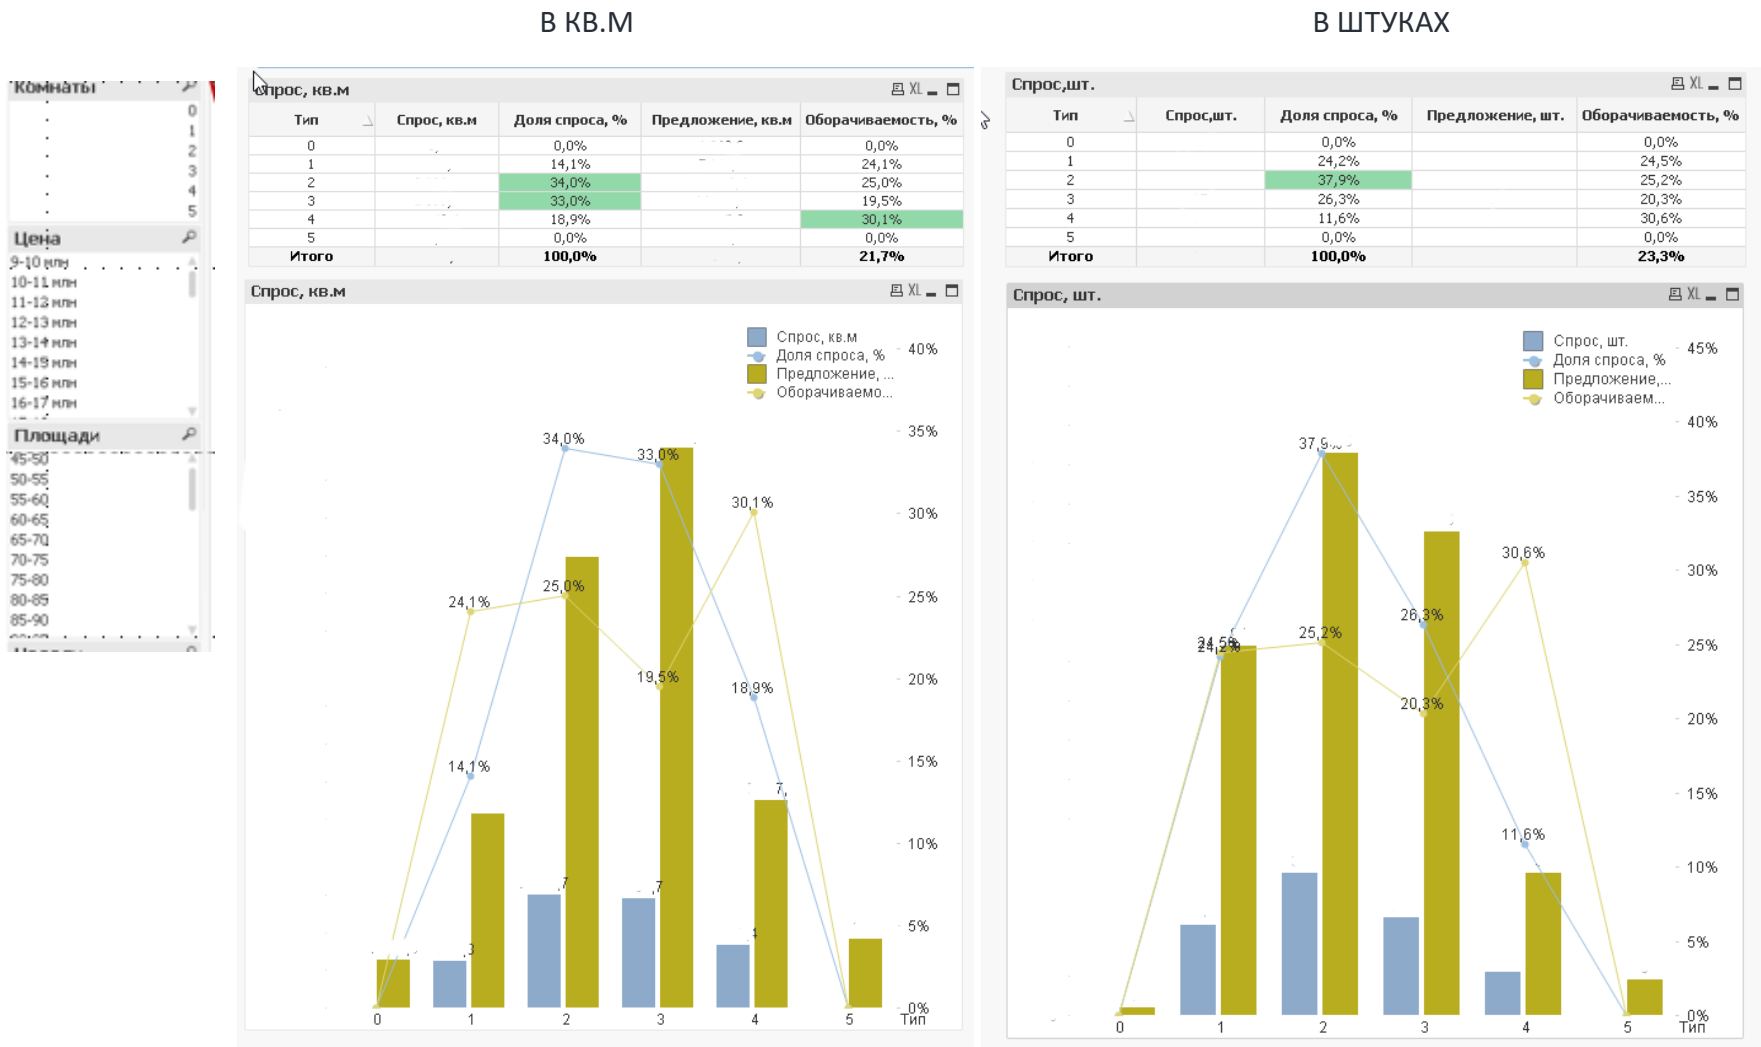 В КВ.М
В ШТУКАХ
Комнаты
0
1
2
3
4
5
Цена
9-10 млн
10-11 млн
11-12 млн
12-13 млн
13-14 млн
14-15 млн
15-16 млн
16-17 млн
Площади
45-50
50-55
55-60
60-65
65-70
70-75
75-80
80-85
85-90
Спрос, кв.м
XL
Тип Спрос, кв.м Доля спроса, % Предложение, кв.м Оборачиваемость, %
0 0,0% 0,0%
1 14,1% 24,1%
2 34,0% 25,0%
3 33,0% 19,5%
4 18,9% 30,1%
5 0,0% 0,0%
Итого 100,0% 21,7%
Спрос, кв.м
XL
Спрос, кв.м
Доля спроса, %
Предложение, ...
Оборачиваемо...
40%
35%
30%
25%
20%
15%
10%
5%
0%
34,0%
33,0%
30,1%
24,1%
25,0%
19,5%
18,9%
14,1%
0 1 2 3 4 5 Тип
Спрос,шт.
XL
Тип Спрос,шт. Доля спроса, % Предложение, шт. Оборачиваемость, %
0 0,0% 0,0%
1 24,2% 24,5%
2 37,9% 25,2%
3 26,3% 20,3%
4 11,6% 30,6%
5 0,0% 0,0%
Итого 100,0% 23,3%
Спрос, шт.
XL
Спрос, шт.
Доля спроса, %
Предложение,...
Оборачиваем...
45%
40%
35%
30%
25%
20%
15%
10%
5%
0%
37,9
30,6%
26,3%
25,2%
24,5%
24,2%
20,3%
11,6%
0 1 2 3 4 5 Тип